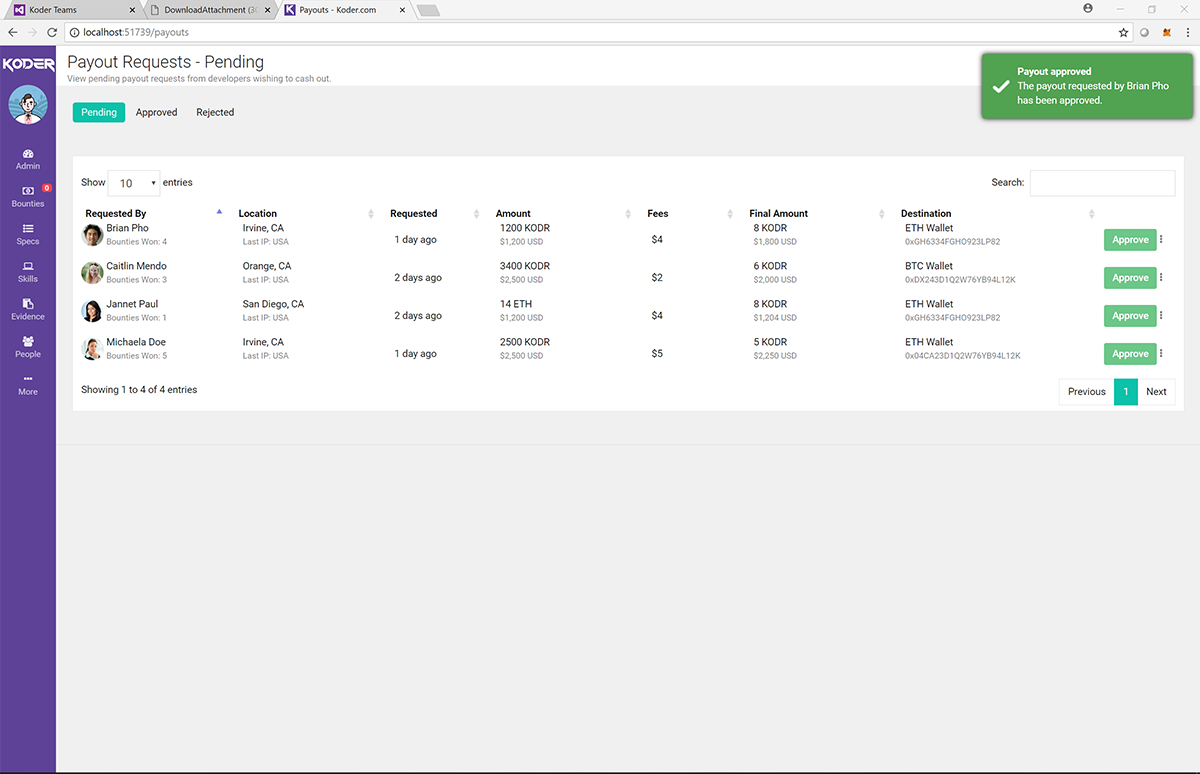 Koder Teams
DownloadAttachment (30
Payouts - Koder.com
localhost:51739/payouts
KODER
Payout Requests - Pending
View pending payout requests from developers wishing to cash out.
Payout approved
The payout requested by Brian Pho
has been approved.
Pending Approved Rejected
Admin
0
Bounties
Specs
Skills
Evidence
People
More
Show 10 entries
Search:
Requested By Location Requested Amount Fees Final Amount Destination
Brian Pho Irvine, CA 1 day ago 1200 KODR $4 8 KODR ETH Wallet Approve
Bounties Won: 4 Last IP: USA $1,200 USD $1,800 USD 0xGH6334FGHO923LP82
Caitlin Mendo Orange, CA 2 days ago 3400 KODR $2 6 KODR BTC Wallet Approve
Bounties Won: 3 Last IP: USA $2,500 USD $2,000 USD 0xDX243D1Q2W76YB94L12K
Jannet Paul San Diego, CA 2 days ago 14 ETH $4 8 KODR ETH Wallet Approve
Bounties Won: 1 Last IP: USA $1,200 USD $1,204 USD 0xGH6334FGHO923LP82
Michaela Doe Irvine, CA 1 day ago 2500 KODR $5 5 KODR ETH Wallet Approve
Bounties Won: 5 Last IP: USA $2,500 USD $2,250 USD 0x04CA23D1Q2W76YB94L12K
Showing 1 to 4 of 4 entries
Previous 1 Next